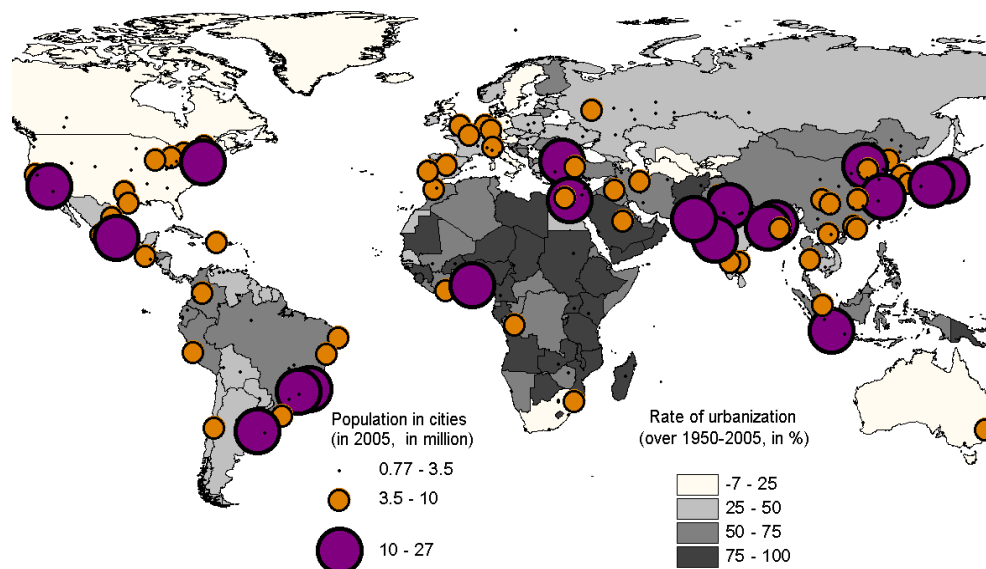 Population in cities
(in 2005, in million)
0.77 - 3.5
3.5 - 10
10 - 27
Rate of urbanization
(over 1950-2005, in %)
-7 - 25
25 - 50
50 - 75
75 - 100